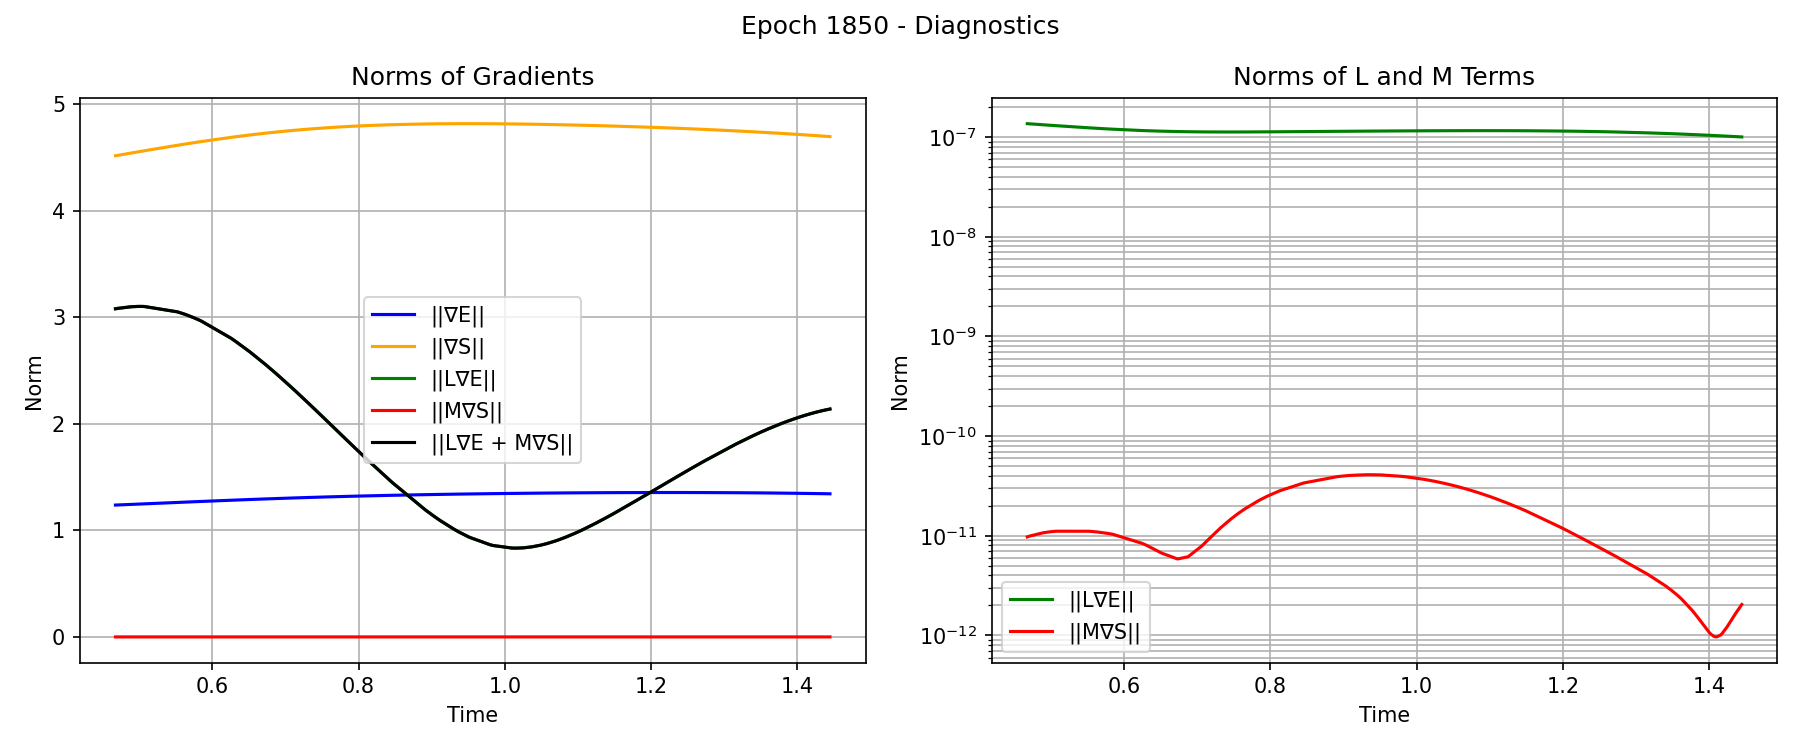 Epoch 1850 - Diagnostics
Norms of Gradients
Norm
5
4
3
2
1
0
||∇E||
||∇S||
||L∇E||
||M∇S||
||L∇E + M∇S||
0.6 0.8 1.0 1.2 1.4
Time
Norms of L and M Terms
Norm
10⁻⁷
10⁻⁸
10⁻⁹
10⁻¹⁰
10⁻¹¹
10⁻¹²
||L∇E||
||M∇S||
0.6 0.8 1.0 1.2 1.4
Time